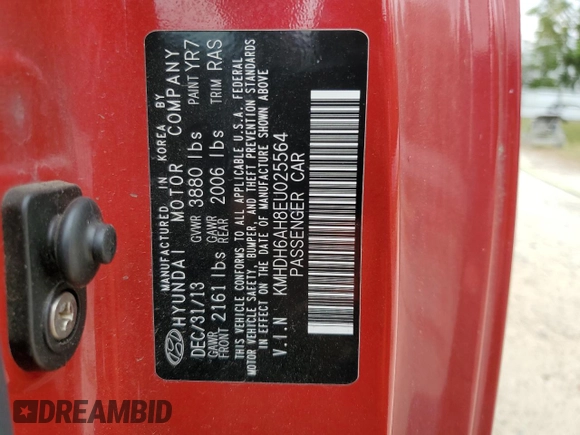 MANUFACTURED IN KOREA BY
HYUNDAI MOTOR COMPANY
DEC/31/13 GVWR 3880 lbs PAINT YR7
GAWR FRONT 2161 lbs GAWR REAR 2006 lbs TRIM RAS
THIS VEHICLE CONFORMS TO ALL APPLICABLE U.S.A. FEDERAL
MOTOR VEHICLE SAFETY, BUMPER, AND THEFT PREVENTION STANDARDS
IN EFFECT ON THE DATE OF MANUFACTURE SHOWN ABOVE
V.I.N KMHDH6AH8EU025564
PASSENGER CAR
DREAMBID